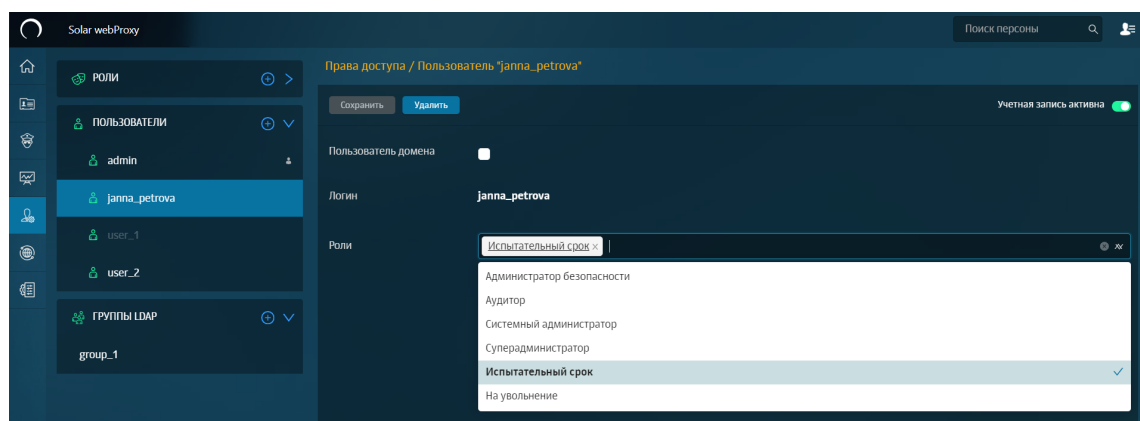 Solar webProxy
Поиск персоны
РОЛИ
ПОЛЬЗОВАТЕЛИ
admin
janna_petrova
user_1
user_2
ГРУППЫ LDAP
group_1
Права доступа / Пользователь "janna_petrova"
Сохранить Удалить
Учетная запись активна
Пользователь домена
Логин janna_petrova
Роли Испытательный срок ×
Администратор безопасности
Аудитор
Системный администратор
Суперадминистратор
Испытательный срок
На увольнение